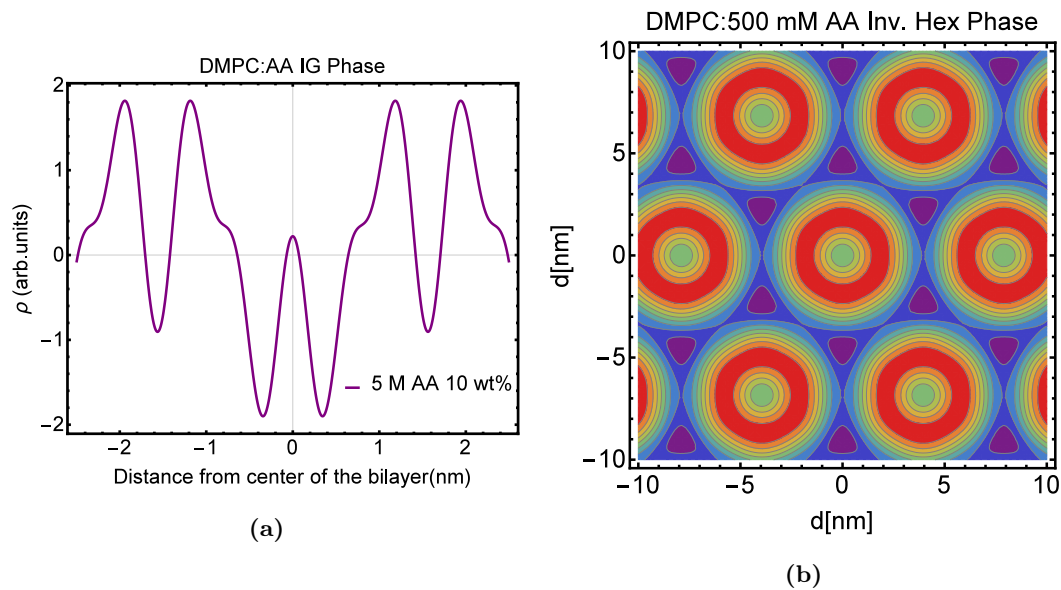 DMPC:AA IG Phase
2
1
0
−1
−2
ρ (arb.units)
5 M AA 10 wt%
−2 −1 0 1 2
Distance from center of the bilayer(nm)
(a)
DMPC:500 mM AA Inv. Hex Phase
10
5
0
−5
−10
d[nm]
−10 −5 0 5 10
d[nm]
(b)